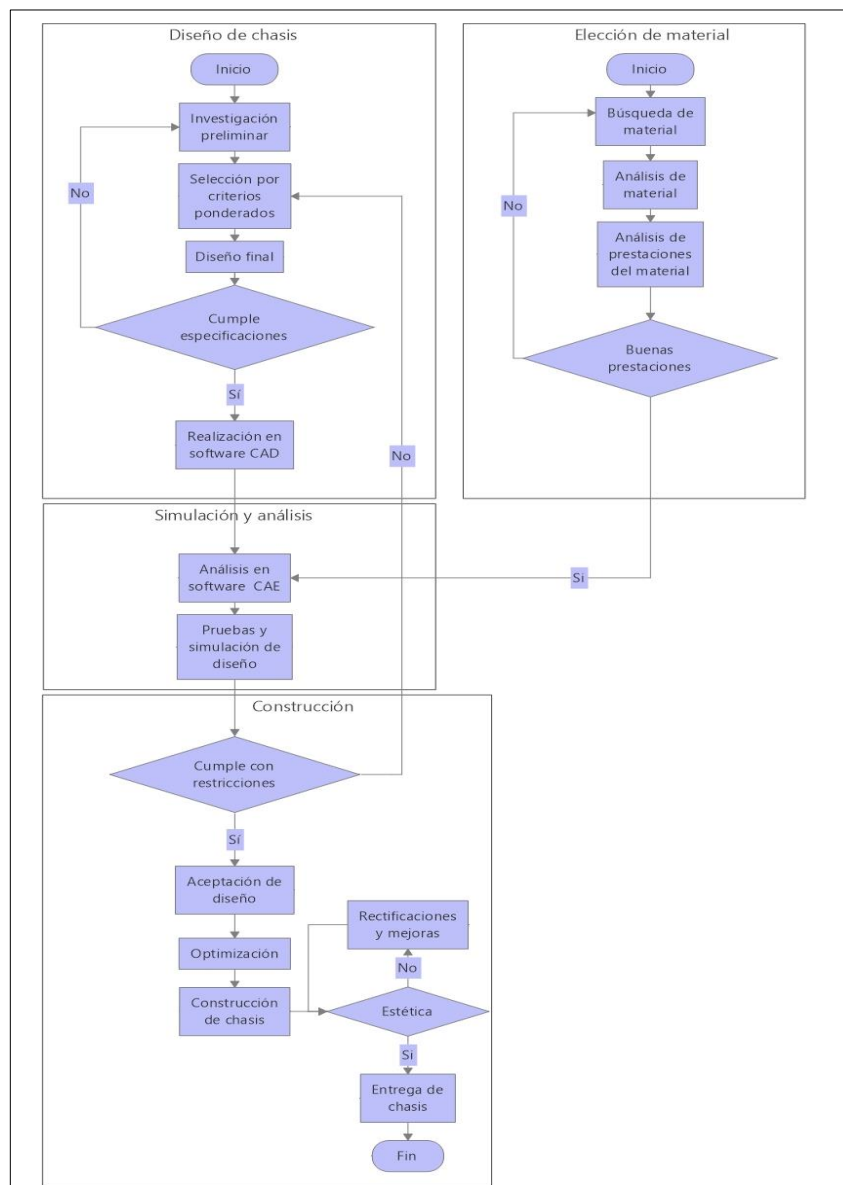 Diseño de chasis
Inicio
Investigación
preliminar
No
Selección por
criterios
ponderados
Diseño final
Cumple
especificaciones
Sí
Realización en
software CAD
No
Elección de material
Inicio
Búsqueda de
material
Análisis de
material
No
Análisis de
prestaciones
del material
Buenas
prestaciones
Si
Simulación y análisis
Análisis en
software CAE
Pruebas y
simulación de
diseño
Construcción
Cumple con
restricciones
Sí
Aceptación de
diseño
Optimización
Construcción
de chasis
Rectificaciones
y mejoras
No
Estética
Si
Entrega de
chasis
Fin